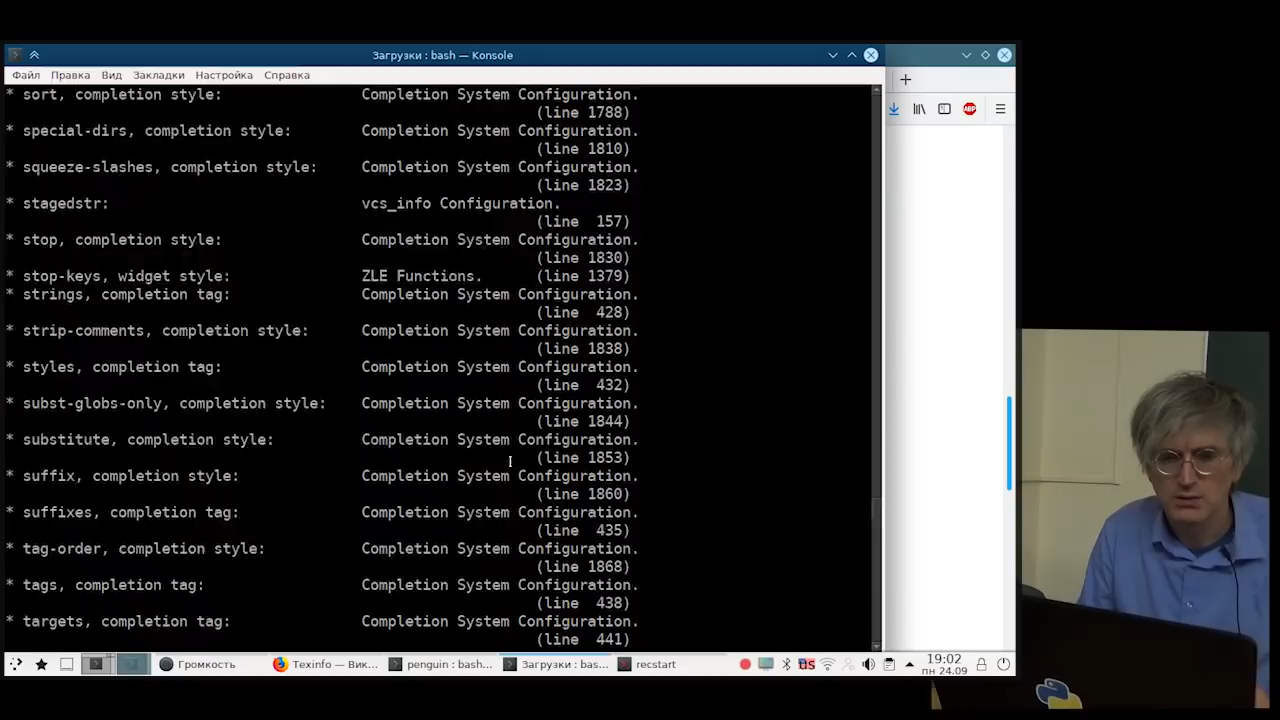 Загрузки : bash — Konsole
Файл Правка Вид Закладки Настройка Справка
* sort, completion style: Completion System Configuration.
(line 1788)
* special-dirs, completion style: Completion System Configuration.
(line 1810)
* squeeze-slashes, completion style: Completion System Configuration.
(line 1823)
* stagedstr: vcs_info Configuration.
(line 157)
* stop, completion style: Completion System Configuration.
(line 1830)
* stop-keys, widget style: ZLE Functions. (line 1379)
* strings, completion tag: Completion System Configuration.
(line 428)
* strip-comments, completion style: Completion System Configuration.
(line 1838)
* styles, completion tag: Completion System Configuration.
(line 432)
* subst-globs-only, completion style: Completion System Configuration.
(line 1844)
* substitute, completion style: Completion System Configuration.
(line 1853)
* suffix, completion style: Completion System Configuration.
(line 1860)
* suffixes, completion tag: Completion System Configuration.
(line 435)
* tag-order, completion style: Completion System Configuration.
(line 1868)
* tags, completion tag: Completion System Configuration.
(line 438)
* targets, completion tag: Completion System Configuration.
(line 441)
Громкость Texinfo — Вик... penguin : bash... Загрузки : bas... recstart US 19:02
пн 24.09
ABP